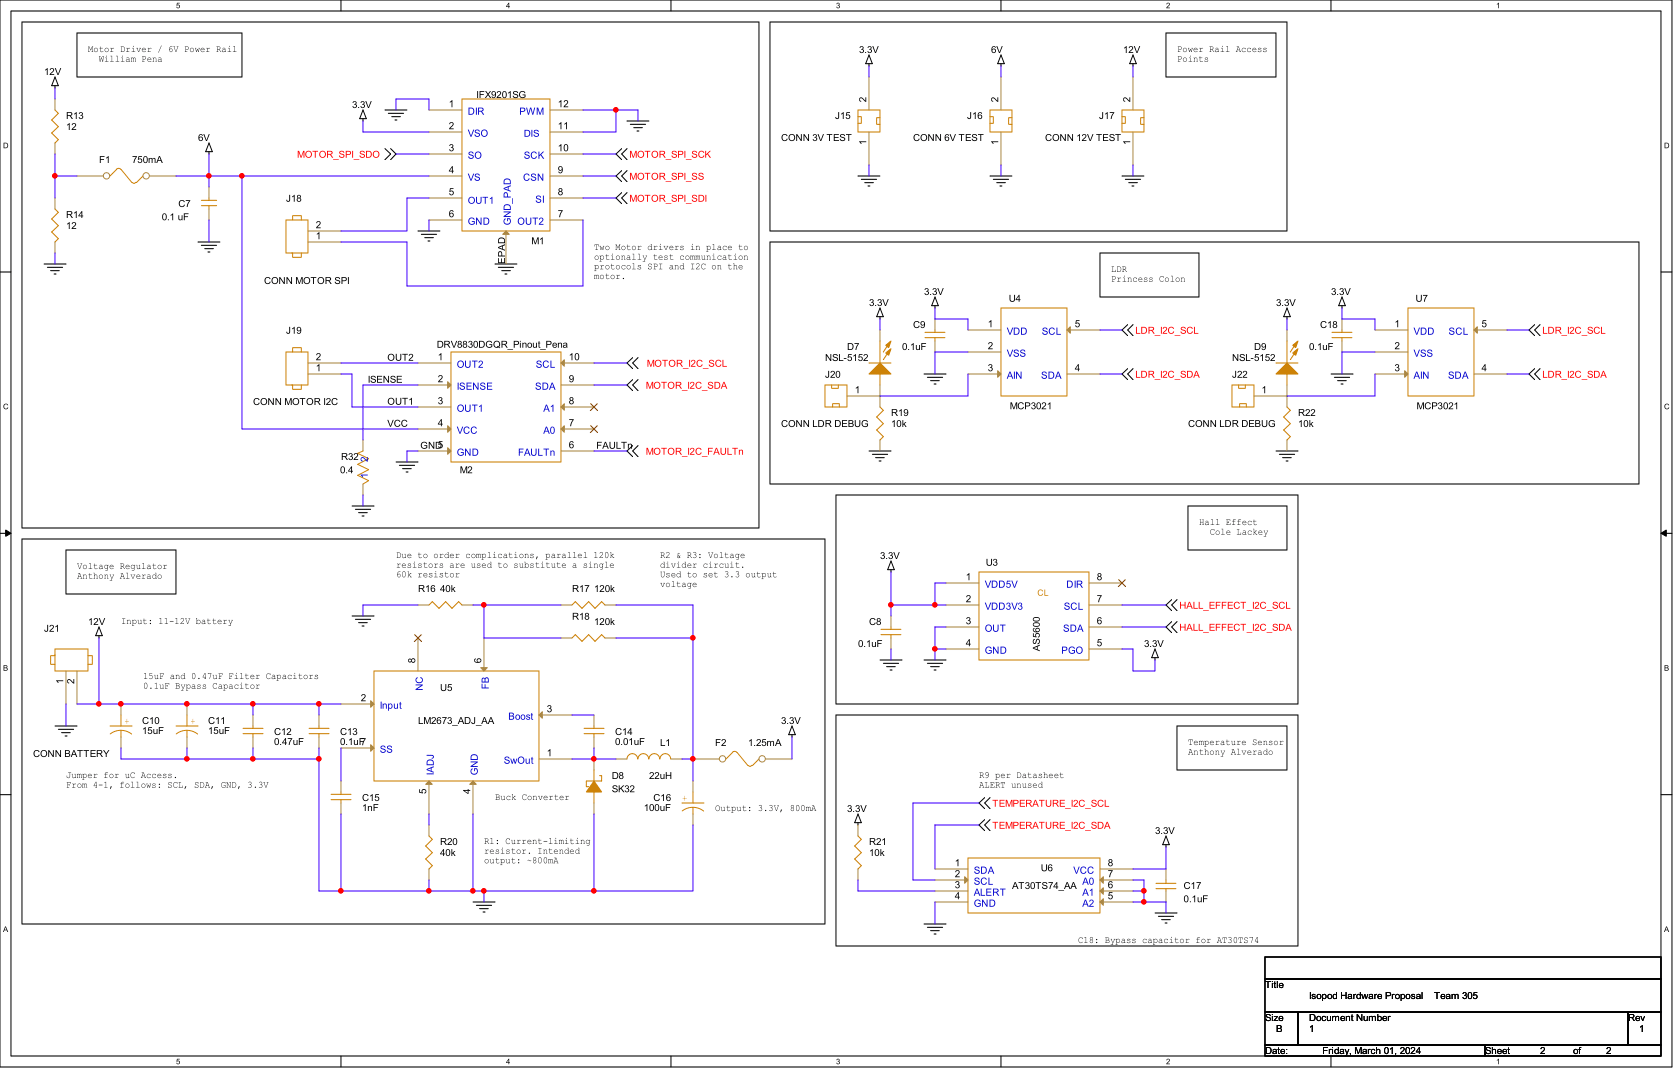 5
4
3
2
1
D
C
B
A
Motor Driver / 6V Power Rail
William Pena
12V
R13
12
F1
750mA
6V
R14
12
C7
0.1 uF
3.3V
IFX9201SG
1
DIR
PWM
12
2
VSO
DIS
11
MOTOR_SPI_SDO
3
SO
SCK
10
MOTOR_SPI_SCK
4
VS
CSN
9
MOTOR_SPI_SS
5
OUT1
SI
8
MOTOR_SPI_SDI
6
GND
OUT2
7
GND_PAD
EPAD
M1
J18
2
1
CONN MOTOR SPI
Two Motor drivers in place to
optionally test communication
protocols SPI and I2C on the
motor.
J19
2
1
CONN MOTOR I2C
DRV8830DGQR_Pinout_Pena
OUT2
1
OUT2
SCL
10
MOTOR_I2C_SCL
ISENSE
2
ISENSE
SDA
9
MOTOR_I2C_SDA
OUT1
3
OUT1
A1
8
VCC
4
VCC
A0
7
GND
5
GND
FAULTn
6
FAULTn
MOTOR_I2C_FAULTn
M2
R32
0.4
1
2
Power Rail Access
Points
3.3V
6V
12V
2
2
2
J15
J16
J17
CONN 3V TEST
CONN 6V TEST
CONN 12V TEST
1
1
1
LDR
Princess Colon
3.3V
3.3V
U4
C9
0.1uF
1
VDD
SCL
5
LDR_I2C_SCL
2
VSS
D7
NSL-5152
3
AIN
SDA
4
LDR_I2C_SDA
J20
1
MCP3021
CONN LDR DEBUG
R19
10k
3.3V
3.3V
U7
C18
0.1uF
1
VDD
SCL
5
LDR_I2C_SCL
2
VSS
D9
NSL-5152
3
AIN
SDA
4
LDR_I2C_SDA
J22
1
MCP3021
CONN LDR DEBUG
R22
10k
Hall Effect
Cole Lackey
3.3V
U3
1
VDD5V
DIR
8
CL
2
VDD3V3
SCL
7
HALL_EFFECT_I2C_SCL
3
OUT
SDA
6
HALL_EFFECT_I2C_SDA
4
GND
PGO
5
AS5600
3.3V
C8
0.1uF
Voltage Regulator
Anthony Alverado
Due to order complications, parallel 120k
resistors are used to substitute a single
60k resistor
R2 & R3: Voltage
divider circuit.
Used to set 3.3 output
voltage
R16 40k
R17 120k
R18
120k
J21
12V
Input: 11-12V battery
1
2
15uF and 0.47uF Filter Capacitors
0.1uF Bypass Capacitor
C10
15uF
C11
15uF
C12
0.47uF
C13
0.1uF
CONN BATTERY
Jumper for uC Access.
From 4-1, follows: SCL, SDA, GND, 3.3V
8
6
NC
FB
U5
2
Input
LM2673_ADJ_AA
Boost
3
7
SS
SwOut
1
IADJ
GND
5
4
C14
0.01uF
L1
22uH
F2
1.25mA
3.3V
D8
SK32
C16
100uF
Output: 3.3V, 800mA
C15
1nF
Buck Converter
R20
40k
R1: Current-limiting
resistor. Intended
output: ~800mA
Temperature Sensor
Anthony Alverado
R9 per Datasheet
ALERT unused
3.3V
TEMPERATURE_I2C_SCL
TEMPERATURE_I2C_SDA
R21
10k
3.3V
1
SDA
U6
VCC
8
2
SCL
A0
7
3
ALERT
AT30TS74_AA
A1
6
4
GND
A2
5
C17
0.1uF
C18: Bypass capacitor for AT30TS74
Title
Isopod Hardware Proposal Team 305
Size
B
Document Number
1
Rev
1
Date:
Friday, March 01, 2024
Sheet
2
of
2
5
4
3
2
1
D
C
B
A